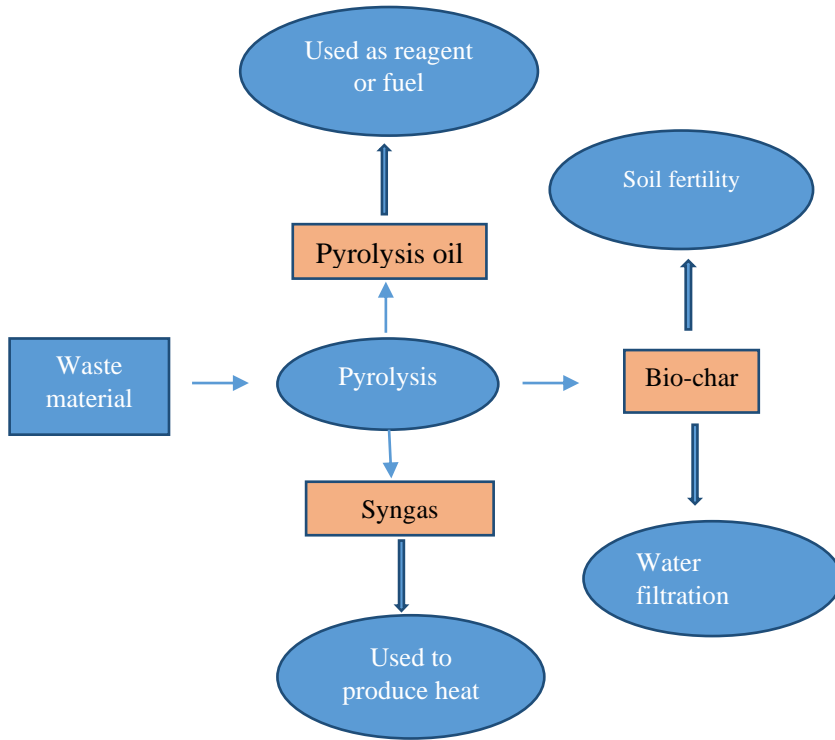 Used as reagent
or fuel
Soil fertility
Pyrolysis oil
Waste
material
Pyrolysis
Bio-char
Syngas
Water
filtration
Used to
produce heat